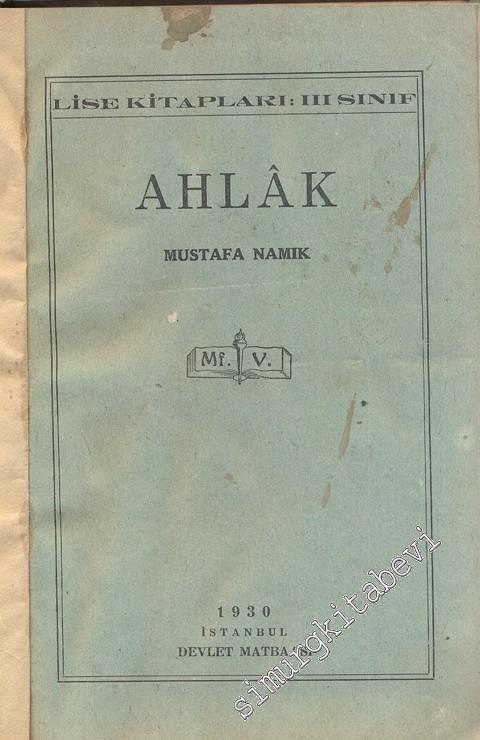 LİSE KİTAPLARI: III SINIF
AHLÂK
MUSTAFA NAMIK
Mf. V.
1930
İSTANBUL
DEVLET MATBAASI
simurgkitabevi